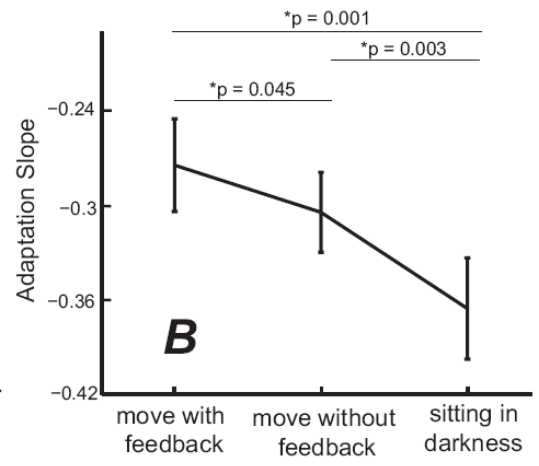 *p = 0.001
*p = 0.003
*p = 0.045
Adaptation Slope
−0.24
−0.3
−0.36
−0.42
B
move with
feedback
move without
feedback
sitting in
darkness